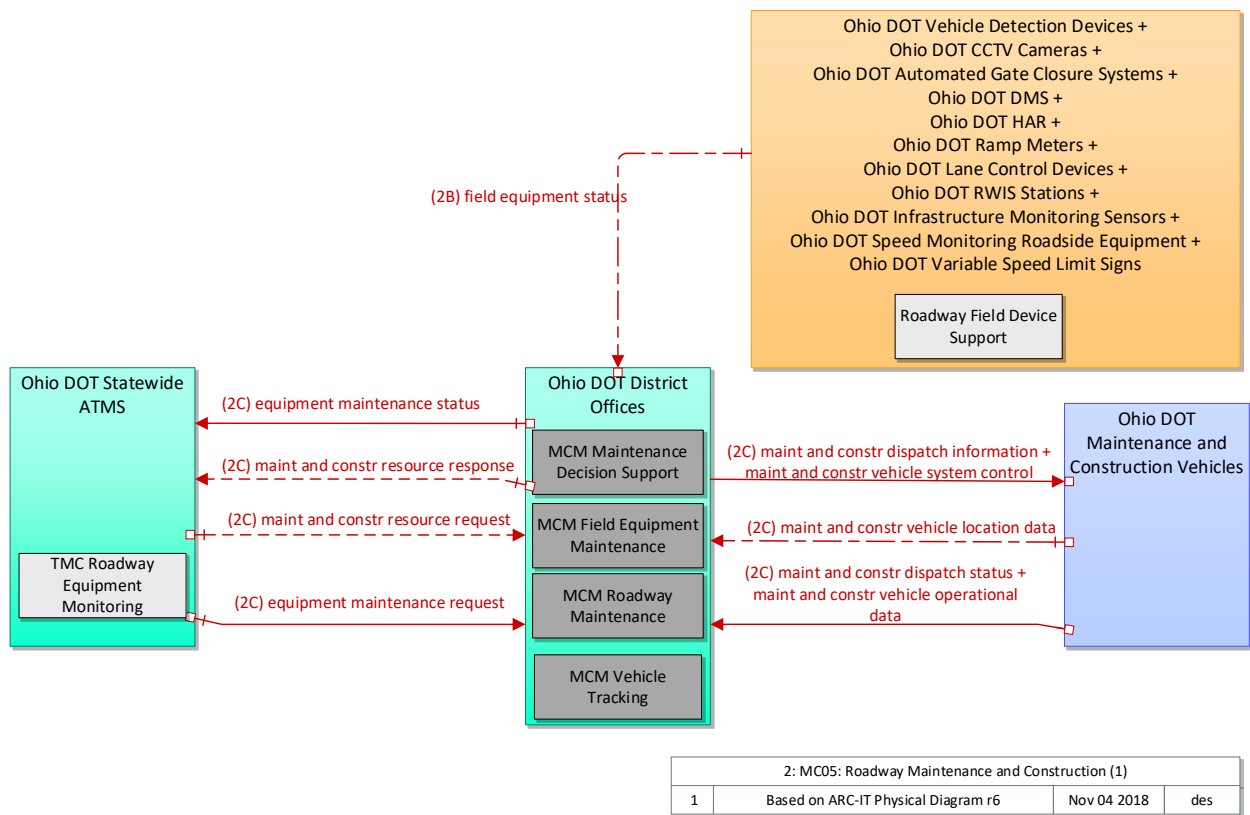 Ohio DOT Vehicle Detection Devices +
Ohio DOT CCTV Cameras +
Ohio DOT Automated Gate Closure Systems +
Ohio DOT DMS +
Ohio DOT HAR +
Ohio DOT Ramp Meters +
Ohio DOT Lane Control Devices +
Ohio DOT RWIS Stations +
Ohio DOT Infrastructure Monitoring Sensors +
Ohio DOT Speed Monitoring Roadside Equipment +
Ohio DOT Variable Speed Limit Signs
Roadway Field Device
Support
(2B) field equipment status
Ohio DOT Statewide
ATMS
TMC Roadway
Equipment
Monitoring
(2C) equipment maintenance status
(2C) maint and constr resource response
(2C) maint and constr resource request
(2C) equipment maintenance request
Ohio DOT District
Offices
MCM Maintenance
Decision Support
MCM Field Equipment
Maintenance
MCM Roadway
Maintenance
MCM Vehicle
Tracking
(2C) maint and constr dispatch information +
maint and constr vehicle system control
(2C) maint and constr vehicle location data
(2C) maint and constr dispatch status +
maint and constr vehicle operational
data
Ohio DOT
Maintenance and
Construction Vehicles
2: MC05: Roadway Maintenance and Construction (1)
1 Based on ARC-IT Physical Diagram r6 Nov 04 2018 des